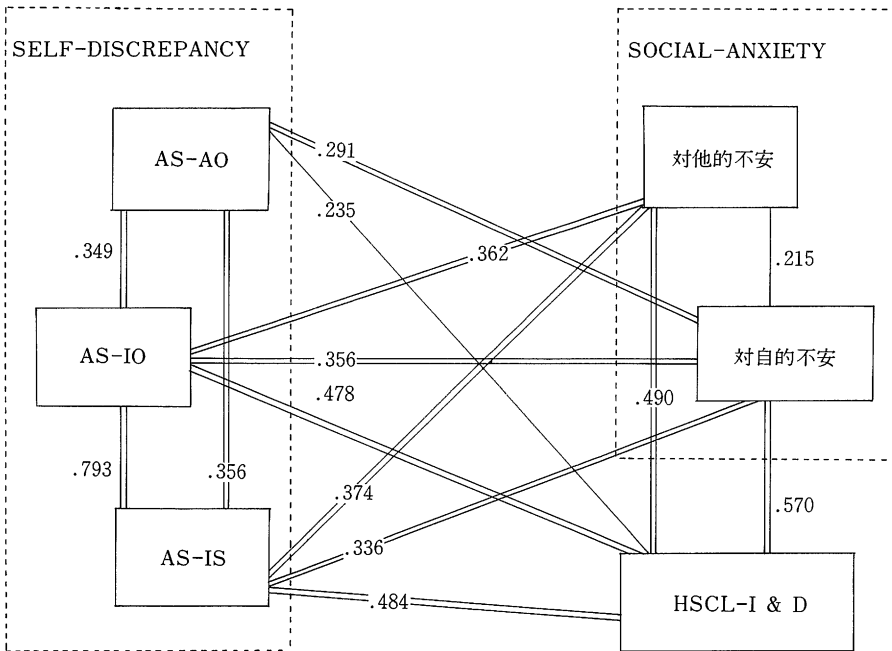 SELF-DISCREPANCY
SOCIAL-ANXIETY
AS-AO
対他的不安
.291
.235
.349
.362
.215
AS-IO
.356
対自的不安
.478
.490
.793
.356
.374
.570
.336
AS-IS
.484
HSCL-I & D